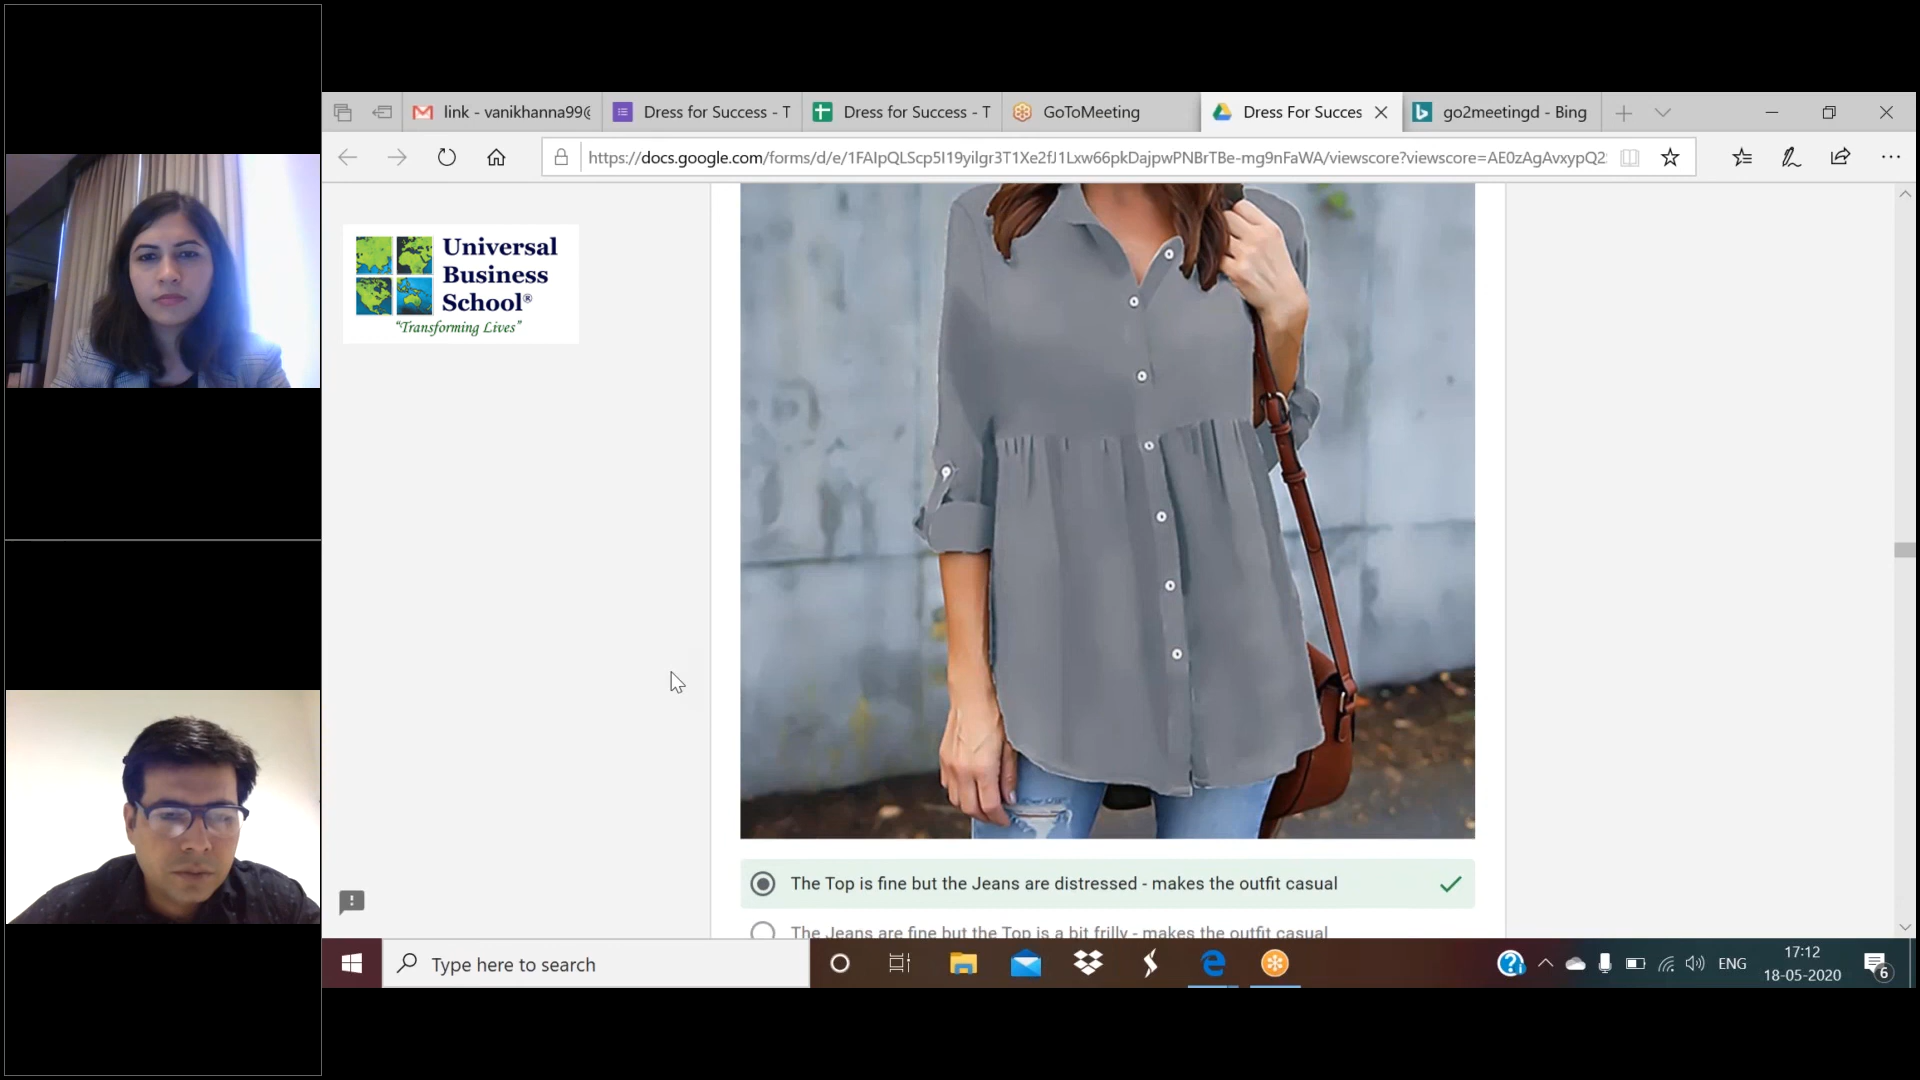 link - vanikhanna99@
Dress for Success - T
Dress for Success - T
GoToMeeting
Dress For Succes
go2meetingd - Bing
https://docs.google.com/forms/d/e/1FAIpQLScp5I19yiIgr3T1Xe2fJ1Lxw66pkDajpwPNBrTBe-mg9nFaWA/viewscore?viewscore=AE0zAgAvxypQ2
Universal
Business
School®
"Transforming Lives"
The Top is fine but the Jeans are distressed - makes the outfit casual
The Jeans are fine but the Top is a bit frilly - makes the outfit casual
Type here to search
ENG
17:12
18-05-2020
6